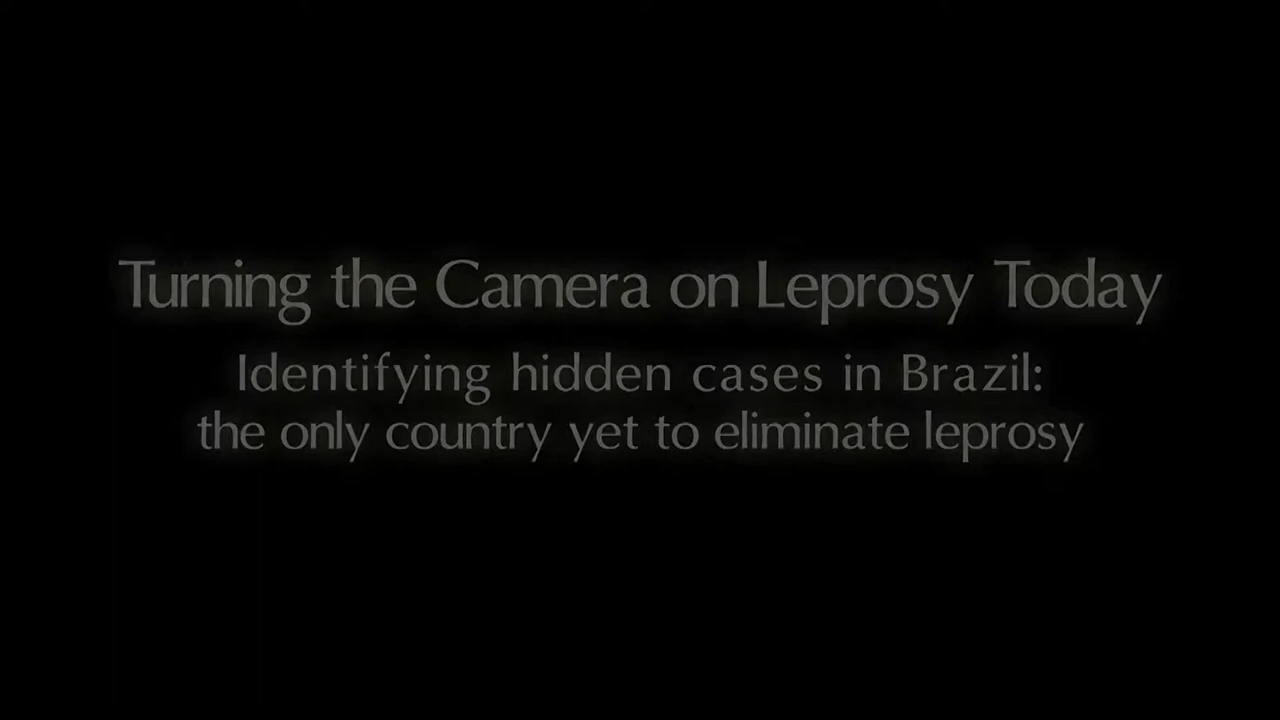 Turning the Camera on Leprosy Today
Identifying hidden cases in Brazil:
the only country yet to eliminate leprosy